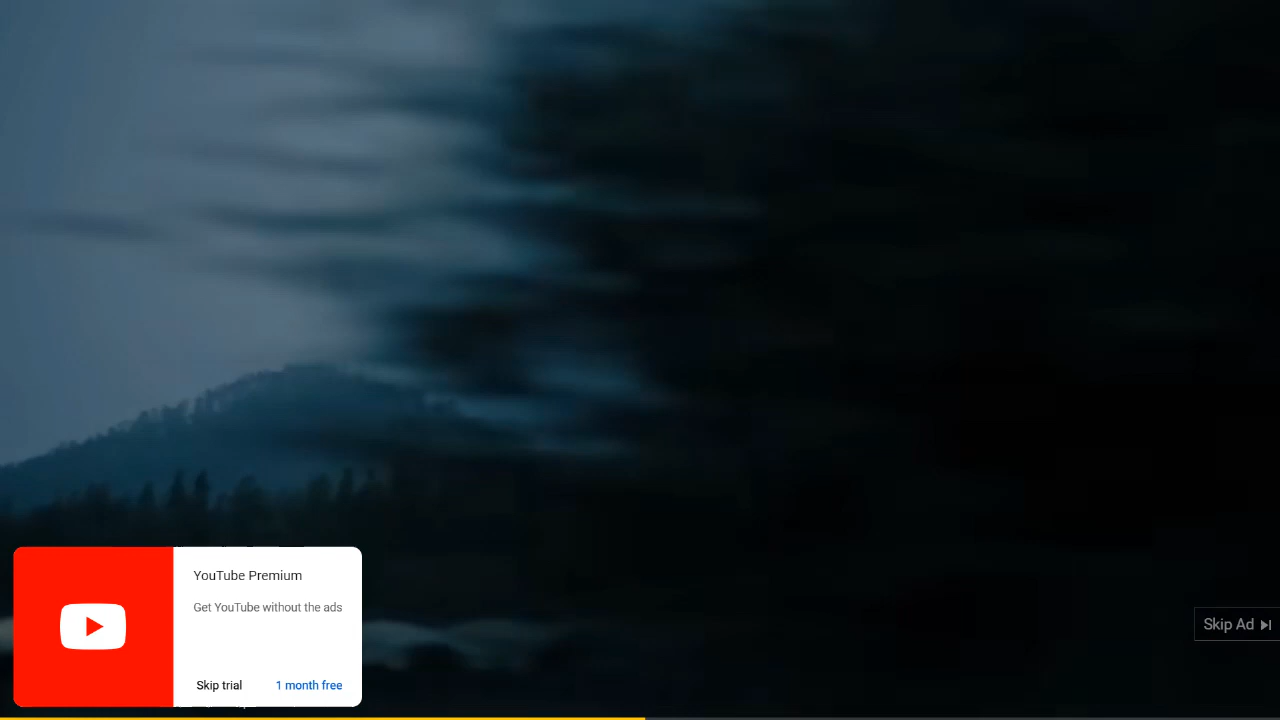 YouTube Premium
Get YouTube without the ads
Skip trial
1 month free
Skip Ad